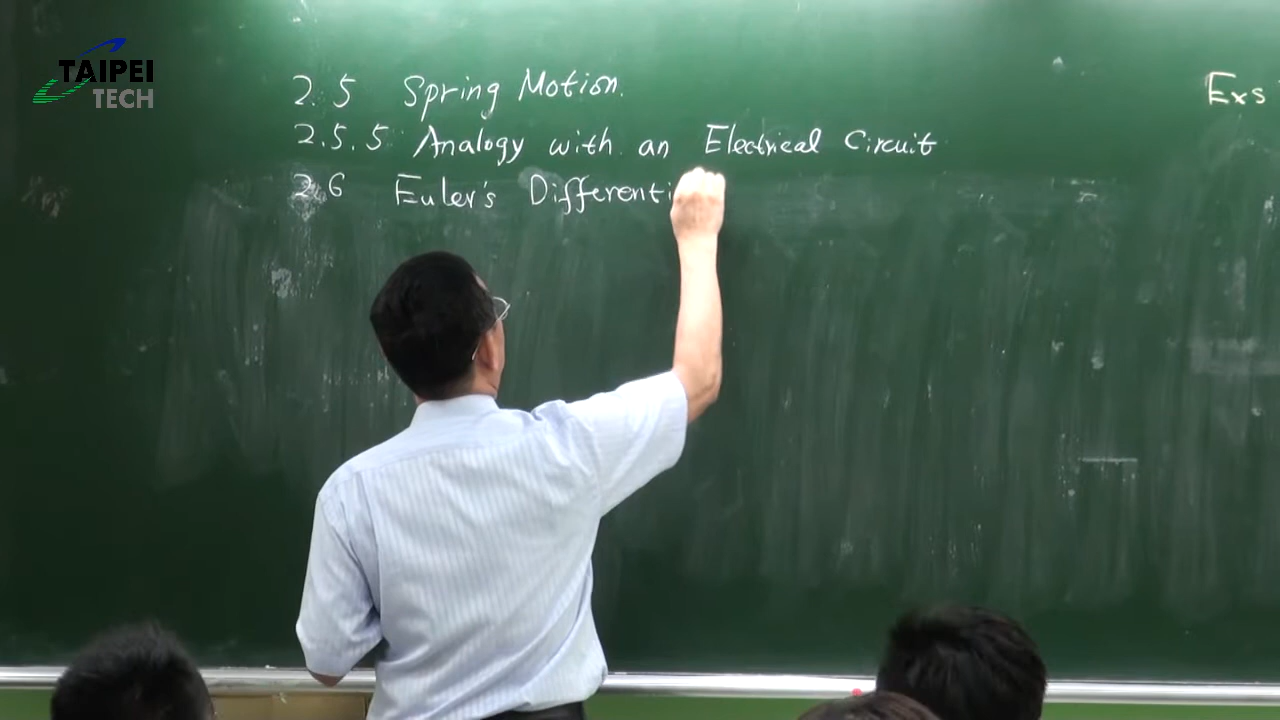 TAIPEI
TECH
2.5 Spring Motion.
2.5.5 Analogy with an Electrical Circuit
2.6 Euler's Differenti
Exs